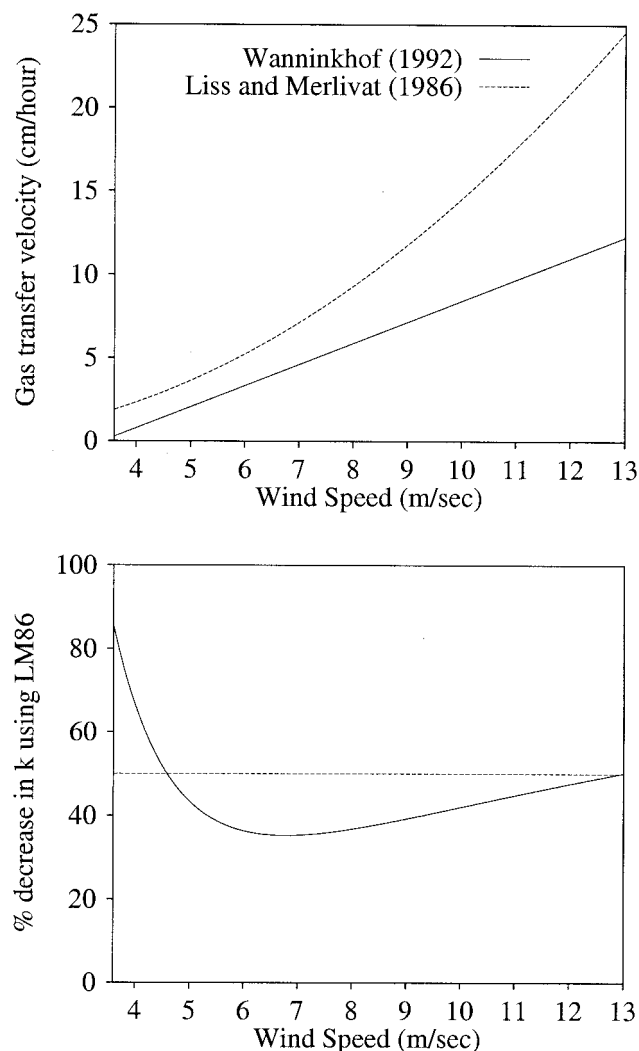 Gas transfer velocity (cm/hour)
25
20
15
10
5
0
Wanninkhof (1992)
Liss and Merlivat (1986)
4 5 6 7 8 9 10 11 12 13
Wind Speed (m/sec)
% decrease in k using LM86
100
80
60
40
20
0
4 5 6 7 8 9 10 11 12 13
Wind Speed (m/sec)